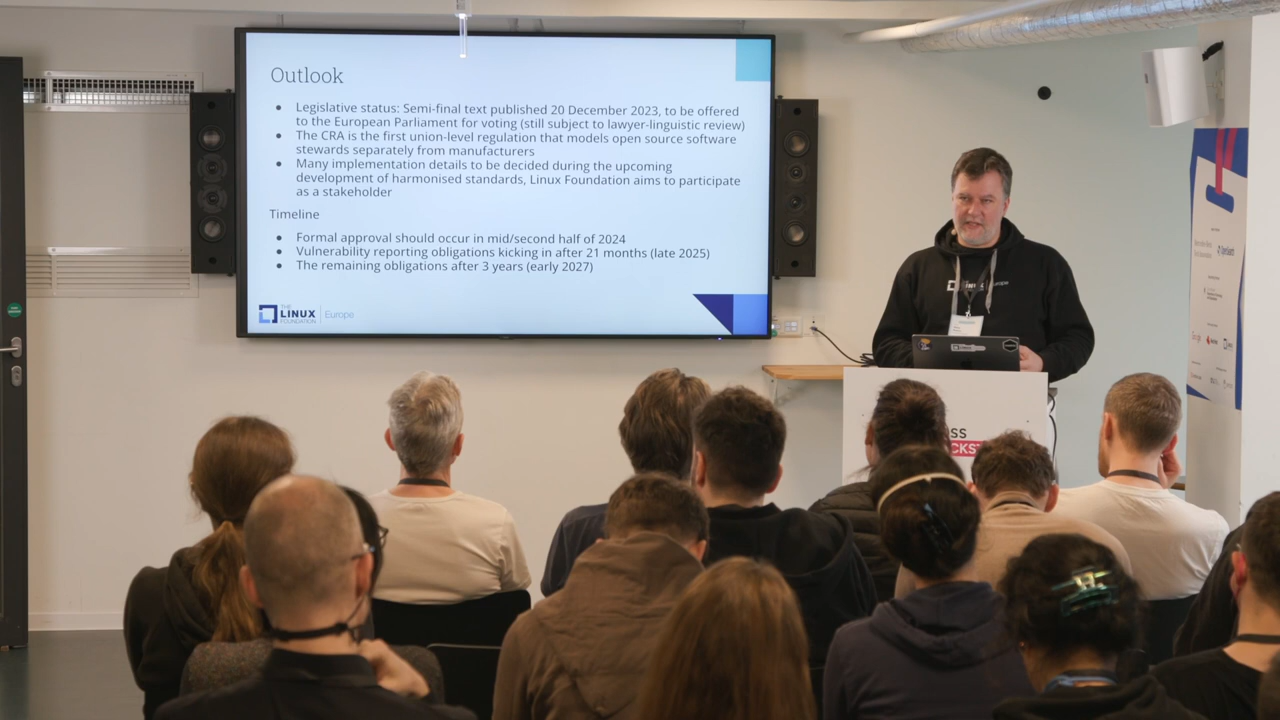 Outlook
● Legislative status: Semi-final text published 20 December 2023, to be offered
to the European Parliament for voting (still subject to lawyer-linguistic review)
● The CRA is the first union-level regulation that models open source software
stewards separately from manufacturers
● Many implementation details to be decided during the upcoming
development of harmonised standards, Linux Foundation aims to participate
as a stakeholder
Timeline
● Formal approval should occur in mid/second half of 2024
● Vulnerability reporting obligations kicking in after 21 months (late 2025)
● The remaining obligations after 3 years (early 2027)
THE
LINUX
FOUNDATION
Europe
Europe
SS
CKS
Google